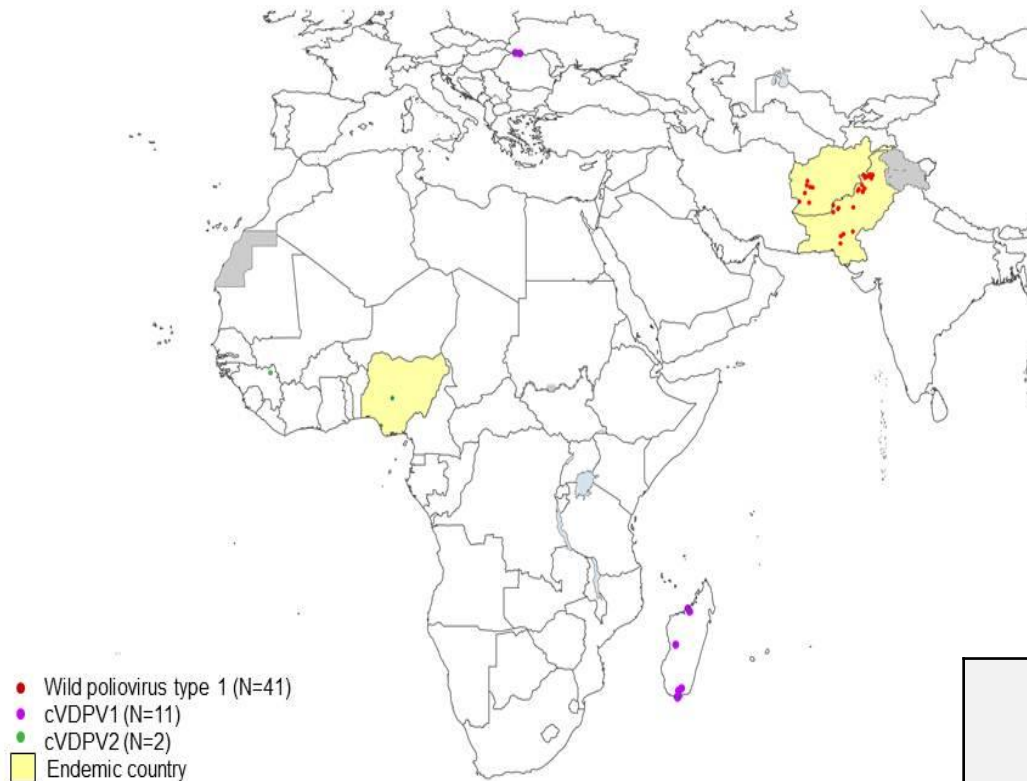 Wild poliovirus type 1 (N=41)
cVDPV1 (N=11)
cVDPV2 (N=2)
Endemic country